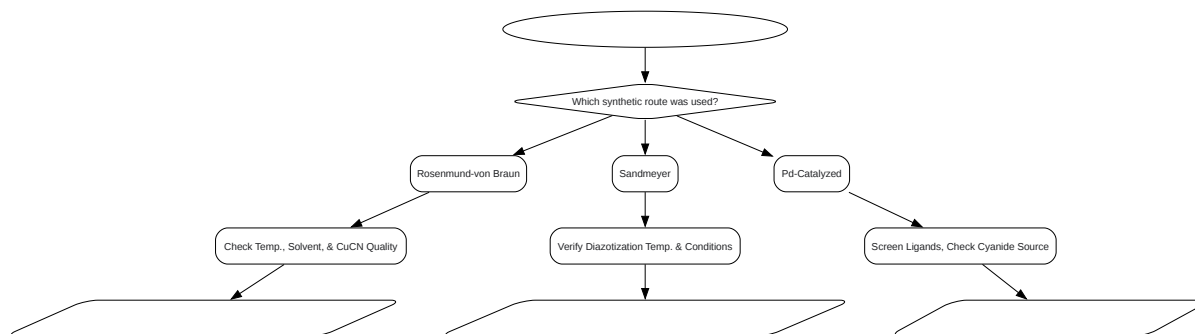 Which synthetic route was used?
Rosenmund-von Braun
Sandmeyer
Pd-Catalyzed
Check Temp., Solvent, & CuCN Quality
Verify Diazotization Temp. & Conditions
Screen Ligands, Check Cyanide Source